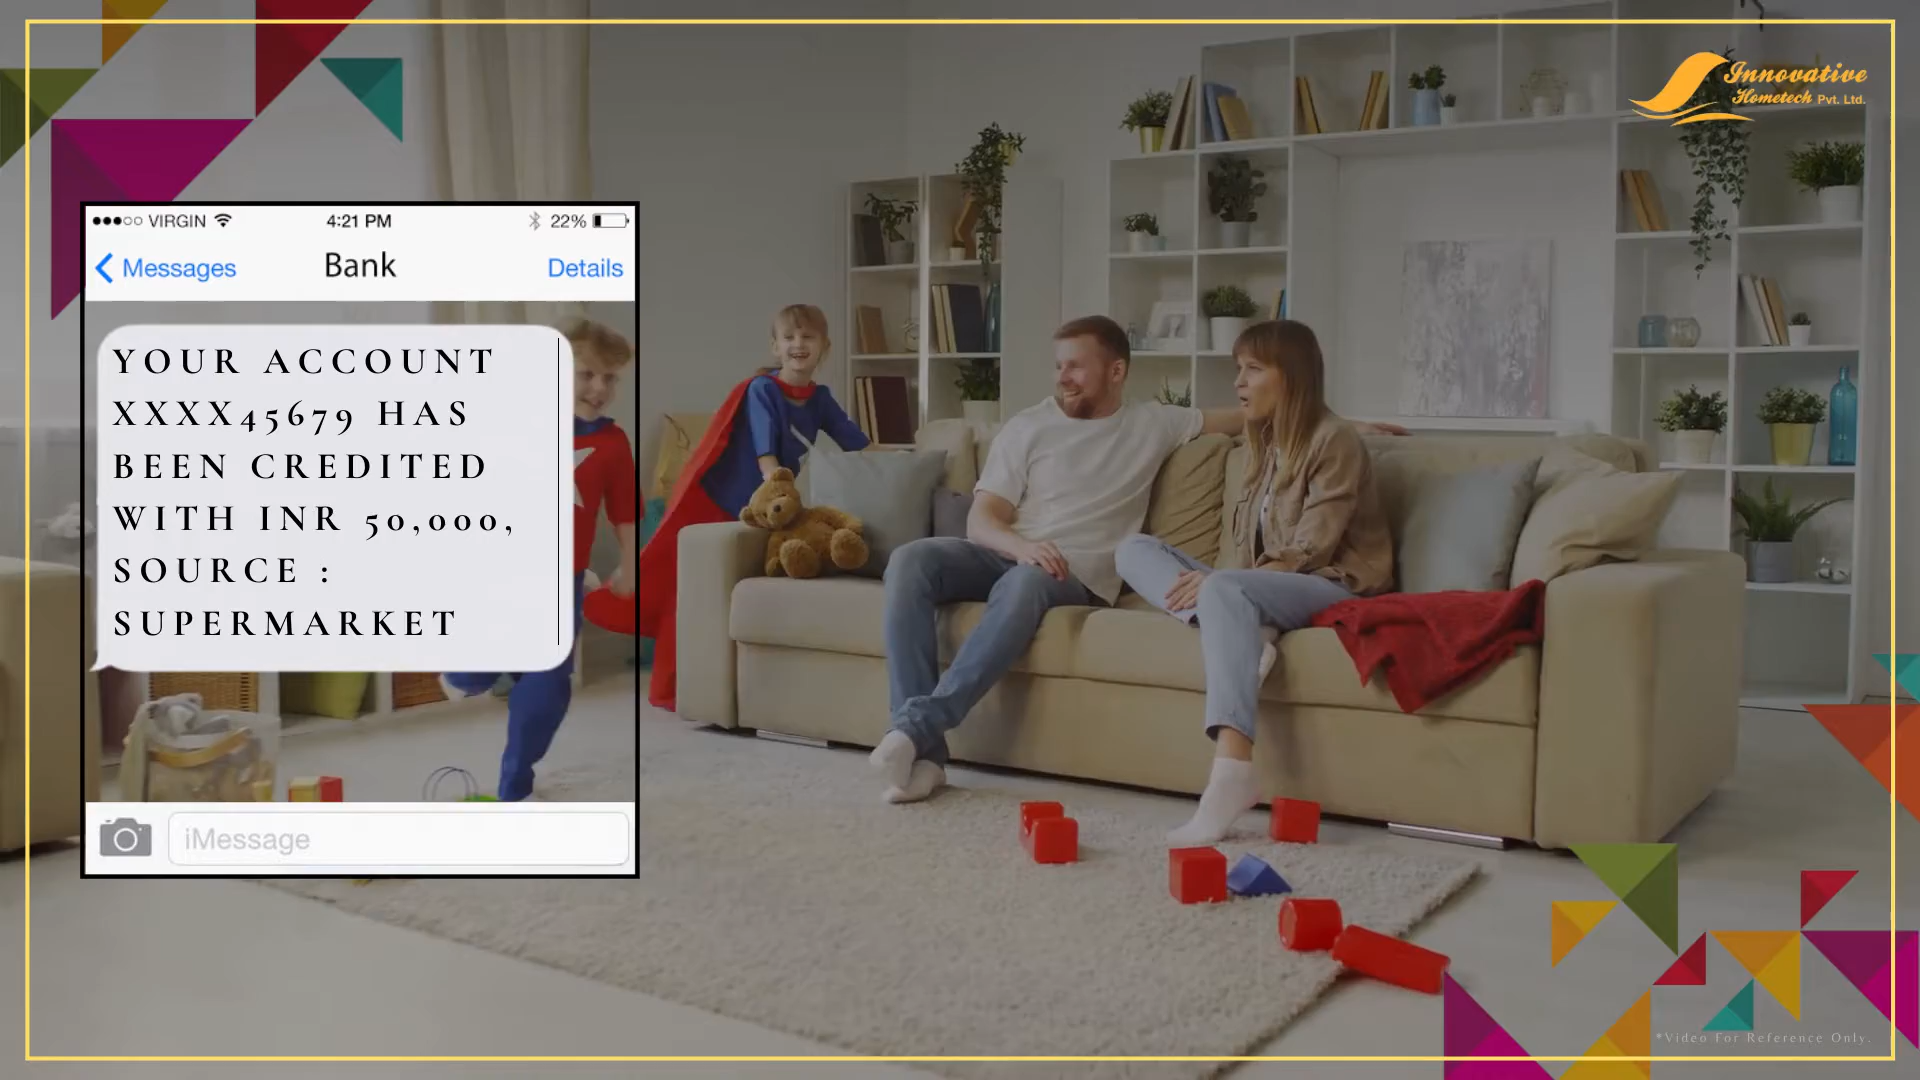 Innovative
Hometech Pvt. Ltd.
VIRGIN 4:21 PM 22%
Messages Bank Details
YOUR ACCOUNT
XXXX45679 HAS
BEEN CREDITED
WITH INR 50,000,
SOURCE :
SUPERMARKET
iMessage
*Video For Reference Only.